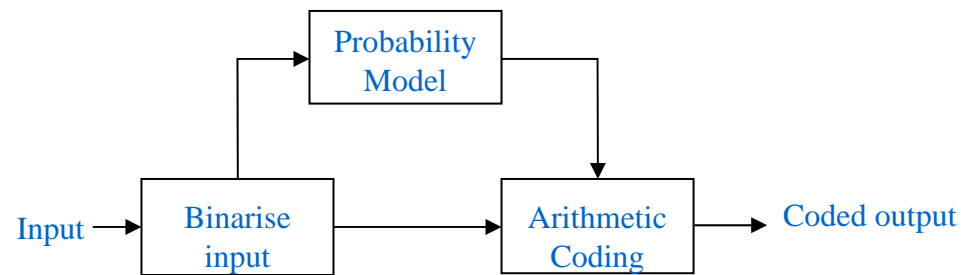 Probability
Model
Input
Binarise
input
Arithmetic
Coding
Coded output